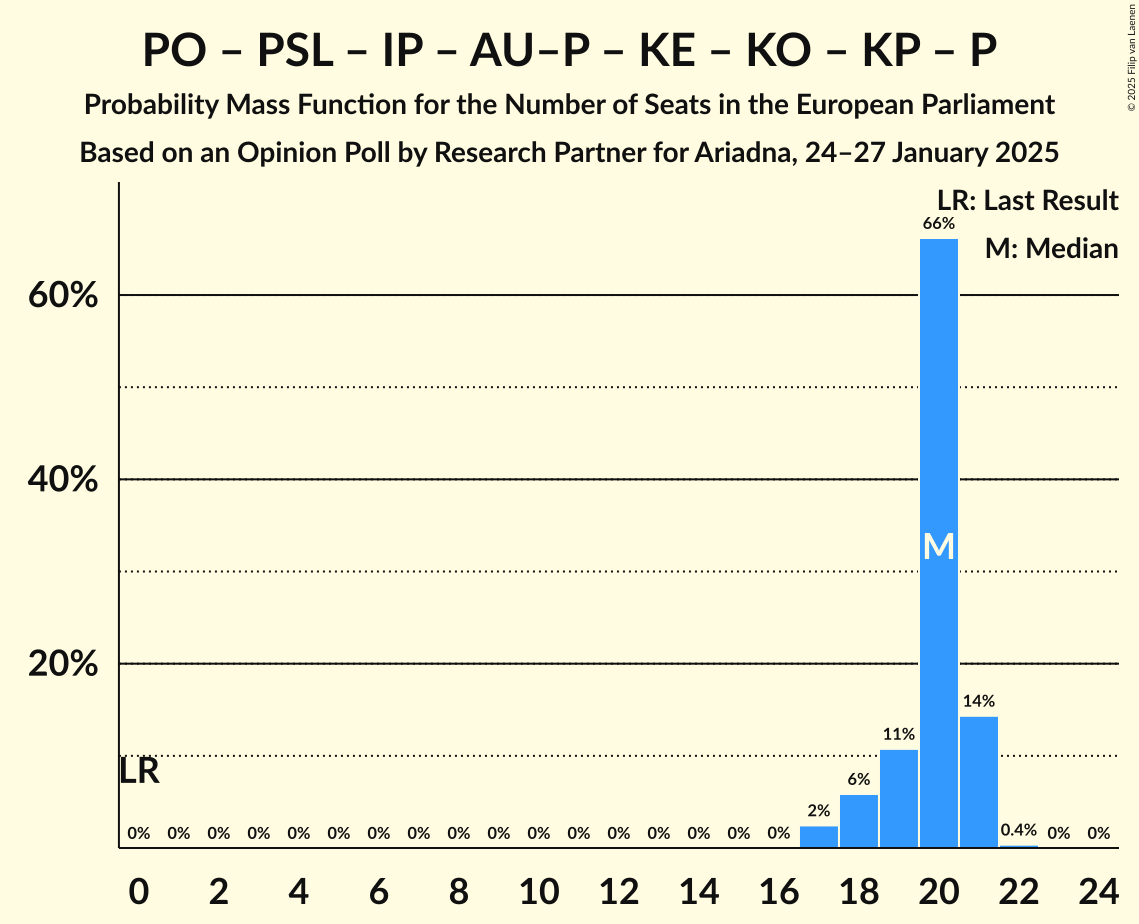 PO – PSL – IP – AU–P – KE – KO – KP – P
Probability Mass Function for the Number of Seats in the European Parliament
Based on an Opinion Poll by Research Partner for Ariadna, 24–27 January 2025
© 2025 Filip van Laenen
LR: Last Result
M: Median
60%
40%
20%
66%
M
14%
11%
6%
2%
0.4%
LR
0% 0% 0% 0% 0% 0% 0% 0% 0% 0% 0% 0% 0% 0% 0% 0% 0% 0% 0%
0 2 4 6 8 10 12 14 16 18 20 22 24